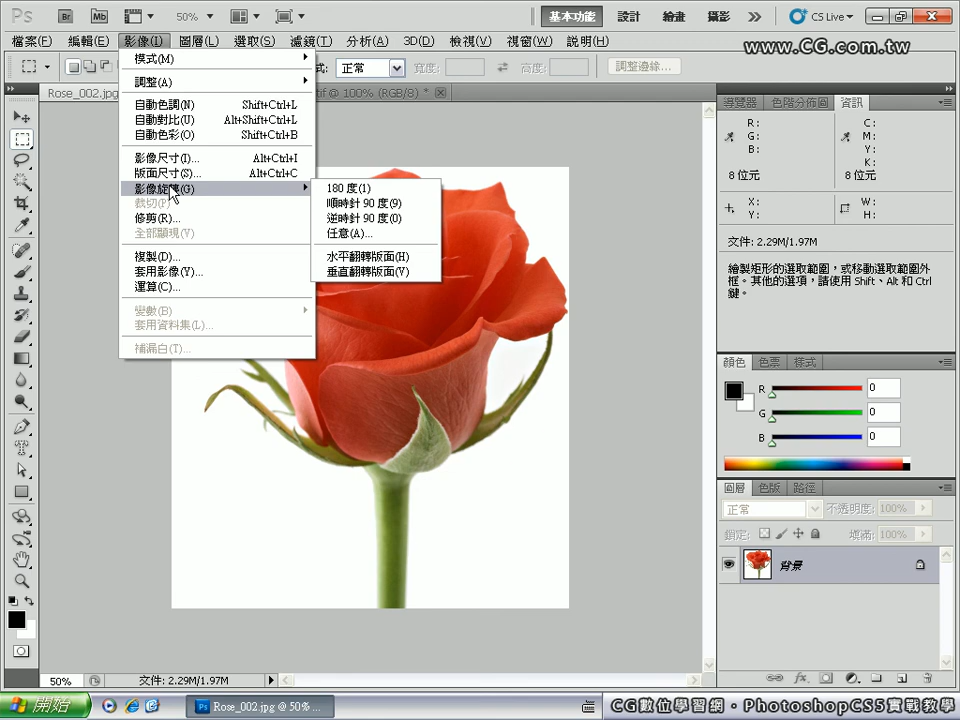 Ps Br Mb 50% 基本功能 設計 繪畫 攝影 CS Live
檔案(F) 編輯(E) 影像(I) 圖層(L) 選取(S) 濾鏡(T) 分析(A) 3D(D) 檢視(V) 視窗(W) 說明(H)
www.CG.com.tw
式: 正常 寬度: 高度: 調整邊緣...
Rose_002.jpg
tif @ 100% (RGB/8) *
模式(M)
調整(A)
自動色調(N) Shift+Ctrl+L
自動對比(U) Alt+Shift+Ctrl+L
自動色彩(O) Shift+Ctrl+B
影像尺寸(I)... Alt+Ctrl+I
版面尺寸(S)... Alt+Ctrl+C
影像旋轉(G)
裁切(P)
修剪(R)...
全部顯現(V)
複製(D)...
套用影像(Y)...
運算(C)...
變數(B)
套用資料集(L)...
補漏白(T)...
180 度(1)
順時針 90 度(9)
逆時針 90 度(0)
任意(A)...
水平翻轉版面(H)
垂直翻轉版面(V)
導覽器 色階分佈圖 資訊
R: C:
G: M:
B: Y:
K:
8 位元 8 位元
X: W:
Y: H:
文件: 2.29M/1.97M
繪製矩形的選取範圍，或移動選取範圍外
框。其他的選項，請使用 Shift、Alt 和 Ctrl
鍵。
顏色 色票 樣式
R 0
G 0
B 0
圖層 色版 路徑
正常 不透明度: 100%
鎖定: 填滿: 100%
背景
50% 文件: 2.29M/1.97M
開始 Rose_002.jpg @ 50%...
CG數位學習網・PhotoshopCS5實戰教學